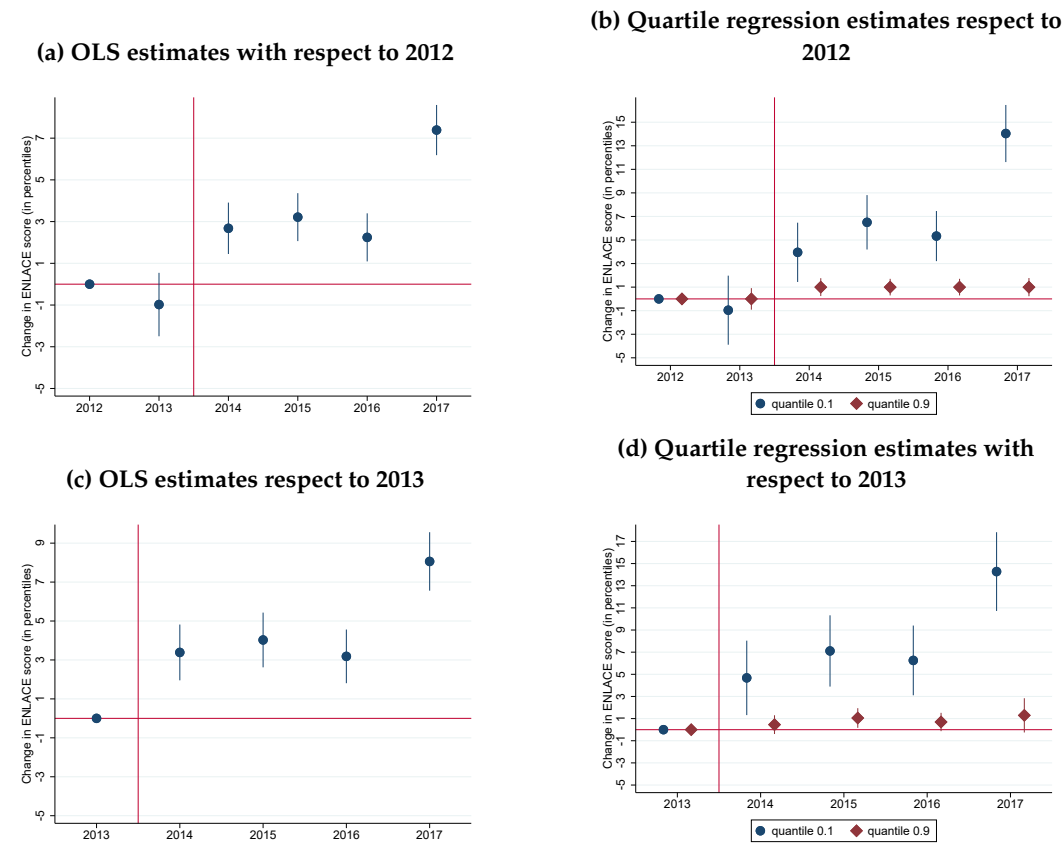 (a) OLS estimates with respect to 2012
Change in ENLACE score (in percentiles)
7
5
3
1
-1
-3
-5
2012 2013 2014 2015 2016 2017
(b) Quartile regression estimates respect to
2012
Change in ENLACE score (in percentiles)
15
13
11
9
7
5
3
1
-1
-3
-5
2012 2013 2014 2015 2016 2017
quantile 0.1 quantile 0.9
(c) OLS estimates respect to 2013
Change in ENLACE score (in percentiles)
9
7
5
3
1
-1
-3
-5
2013 2014 2015 2016 2017
(d) Quartile regression estimates with
respect to 2013
Change in ENLACE score (in percentiles)
17
15
13
11
9
7
5
3
1
-1
-3
-5
2013 2014 2015 2016 2017
quantile 0.1 quantile 0.9